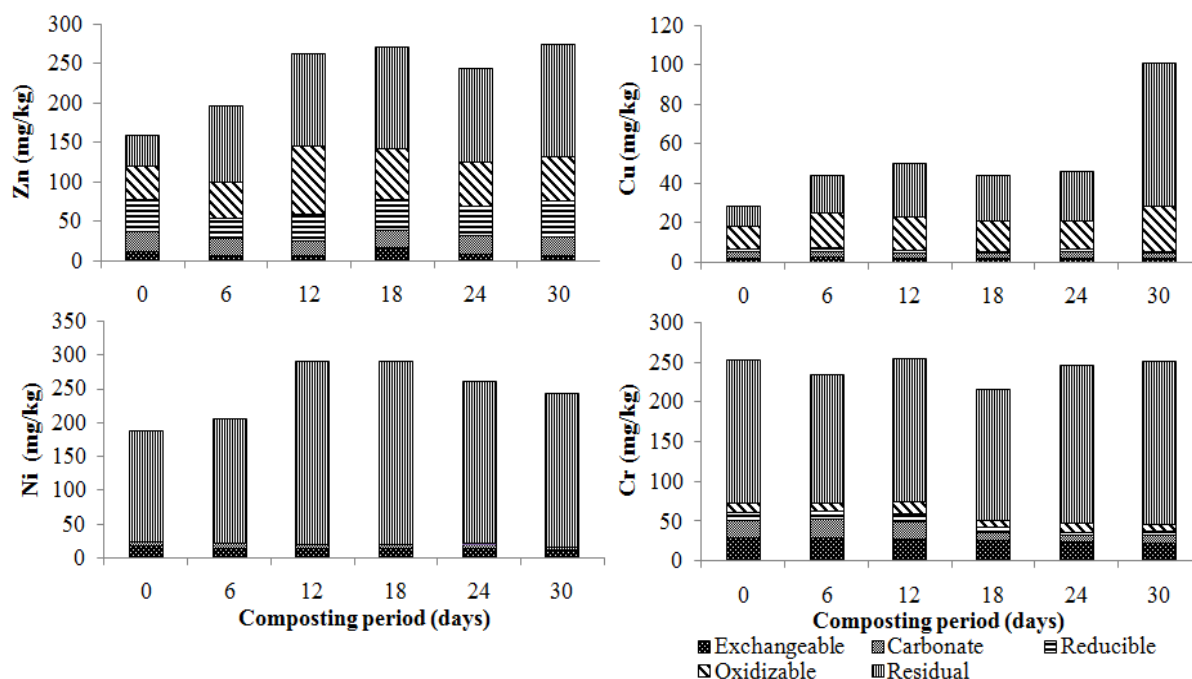 Zn (mg/kg)
300
250
200
150
100
50
0
0 6 12 18 24 30
Cu (mg/kg)
120
100
80
60
40
20
0
0 6 12 18 24 30
Ni (mg/kg)
350
300
250
200
150
100
50
0
0 6 12 18 24 30
Composting period (days)
Cr (mg/kg)
300
250
200
150
100
50
0
0 6 12 18 24 30
Composting period (days)
Exchangeable Carbonate Reducible
Oxidizable Residual